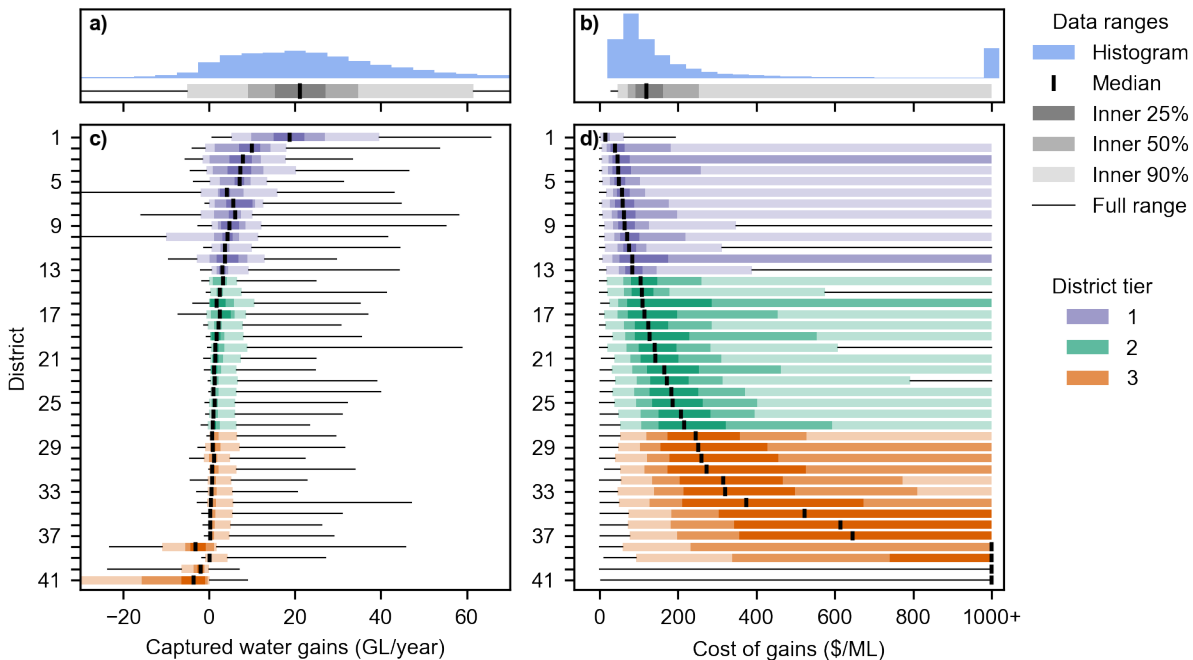 a)
b)
Data ranges
Histogram
Median
Inner 25%
Inner 50%
Inner 90%
Full range
c)
d)
1
5
9
13
17
21
25
29
33
37
41
1
5
9
13
17
21
25
29
33
37
41
District
District tier
1
2
3
−20
0
20
40
60
0
200
400
600
800
1000+
Captured water gains (GL/year)
Cost of gains ($/ML)